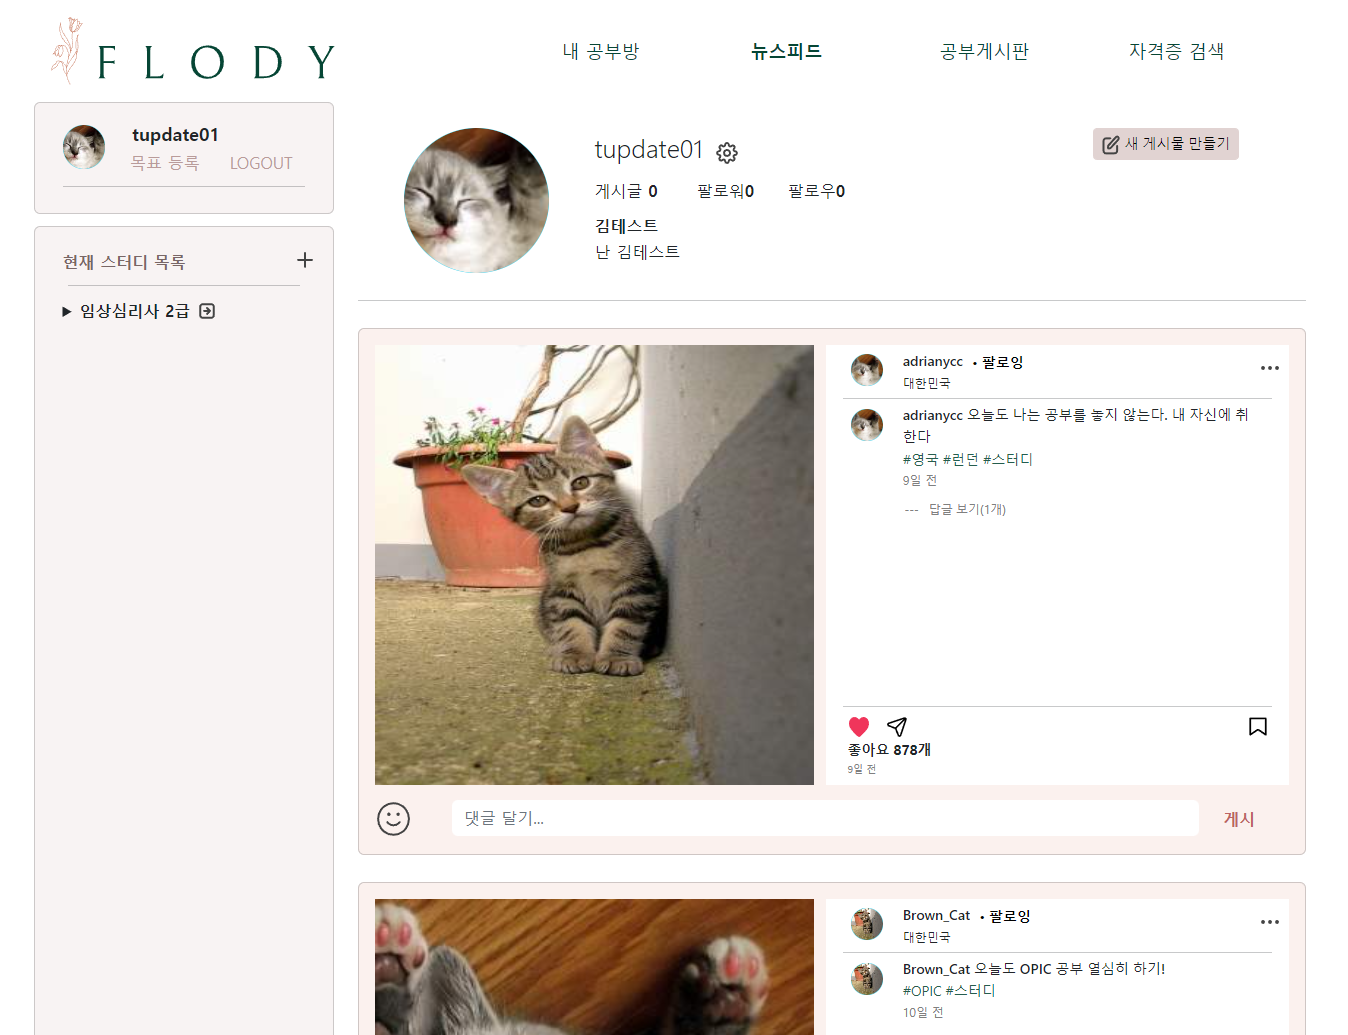 FLODY
내 공부방
뉴스피드
공부게시판
자격증 검색
tupdate01
목표 등록 LOGOUT
현재 스터디 목록
임상심리사 2급
tupdate01
새 게시물 만들기
게시글 0 팔로워0 팔로우0
김테스트
난 김테스트
adrianycc • 팔로잉
대한민국
adrianycc 오늘도 나는 공부를 놓지 않는다. 내 자신에 취
한다
#영국 #런던 #스터디
9일 전
--- 답글 보기(1개)
좋아요 878개
9일 전
댓글 달기...
게시
Brown_Cat • 팔로잉
대한민국
Brown_Cat 오늘도 OPIC 공부 열심히 하기!
#OPIC #스터디
10일 전